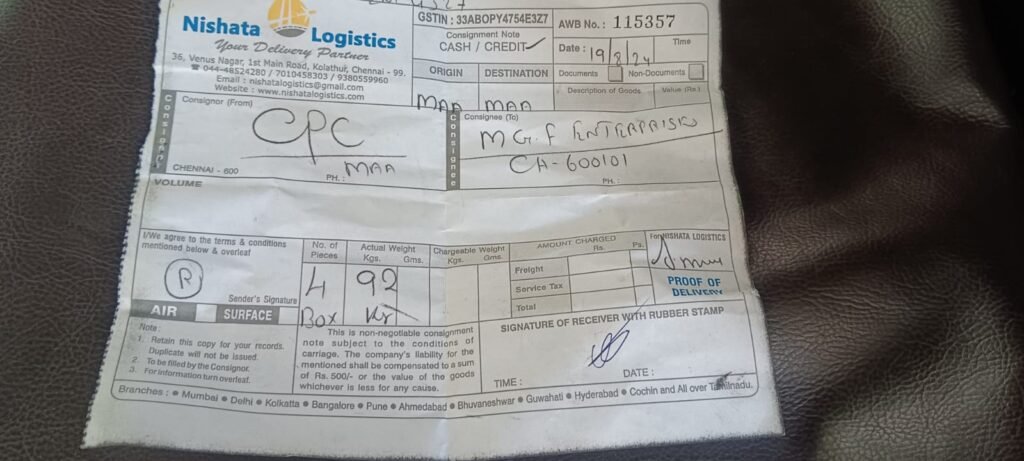 Nishata
Logistics
Your Delivery Partner
36, Venus Nagar, 1st Main Road, Kolathur, Chennai - 99.
☎ 044-48524280 / 7010458303 / 9380559960
Email : nishatalogistics@gmail.com
Website : www.nishatalogistics.com
GSTIN : 33ABOPY4754E3Z7
Consignment Note
CASH / CREDIT
AWB No.: 115357
Date : 19/8/24
Time
ORIGIN DESTINATION
MAA MAA
Documents Non-Documents
Description of Goods Value (Rs.)
Consignor
Consignor (From)
CPC
MAA
CHENNAI - 600
PH. :
Consignee
Consignee (To)
MGF ENTERPRISES
CH-600101
PH. :
VOLUME
I/We agree to the terms & conditions
mentioned below & overleaf
R
Sender's Signature
AIR SURFACE
No. of
Pieces
4
Box
Actual Weight
Kgs. Gms.
92
Chargeable Weight
Kgs. Gms.
AMOUNT CHARGED
Rs. Ps.
Freight
Service Tax
Total
For NISHATA LOGISTICS
PROOF OF
DELIVERY
Note :
1. Retain this copy for your records.
Duplicate will not be issued.
2. To be filled by the Consignor.
3. For information turn overleaf.
This is non-negotiable consignment
note subject to the conditions of
carriage. The company's liability for the
mentioned shall be compensated to a sum
of Rs. 500/- or the value of the goods
whichever is less for any cause.
SIGNATURE OF RECEIVER WITH RUBBER STAMP
TIME : DATE :
Branches : ● Mumbai ● Delhi ● Kolkatta ● Bangalore ● Pune ● Ahmedabad ● Bhuvaneshwar ● Guwahati ● Hyderabad ● Cochin and All over Tamilnadu.